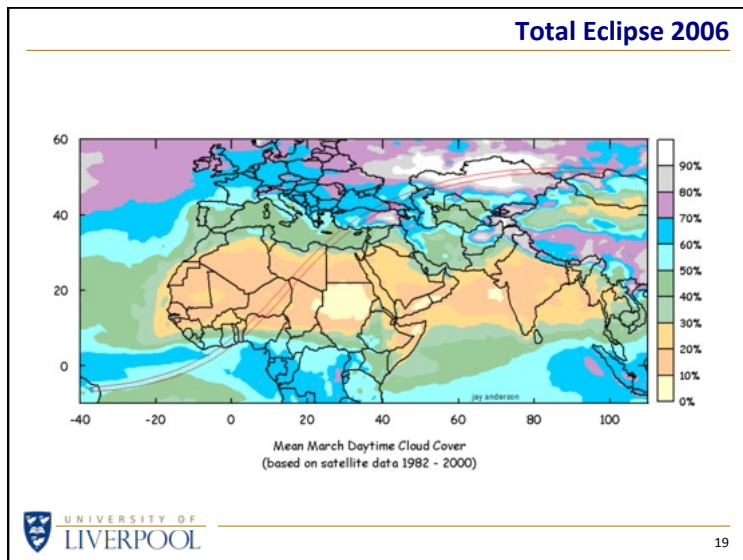 Total Eclipse 2006
60
40
20
0
-40 -20 0 20 40 60 80 100
90%
80%
70%
60%
50%
40%
30%
20%
10%
0%
jay anderson
Mean March Daytime Cloud Cover
(based on satellite data 1982 - 2000)
UNIVERSITY OF
LIVERPOOL
19